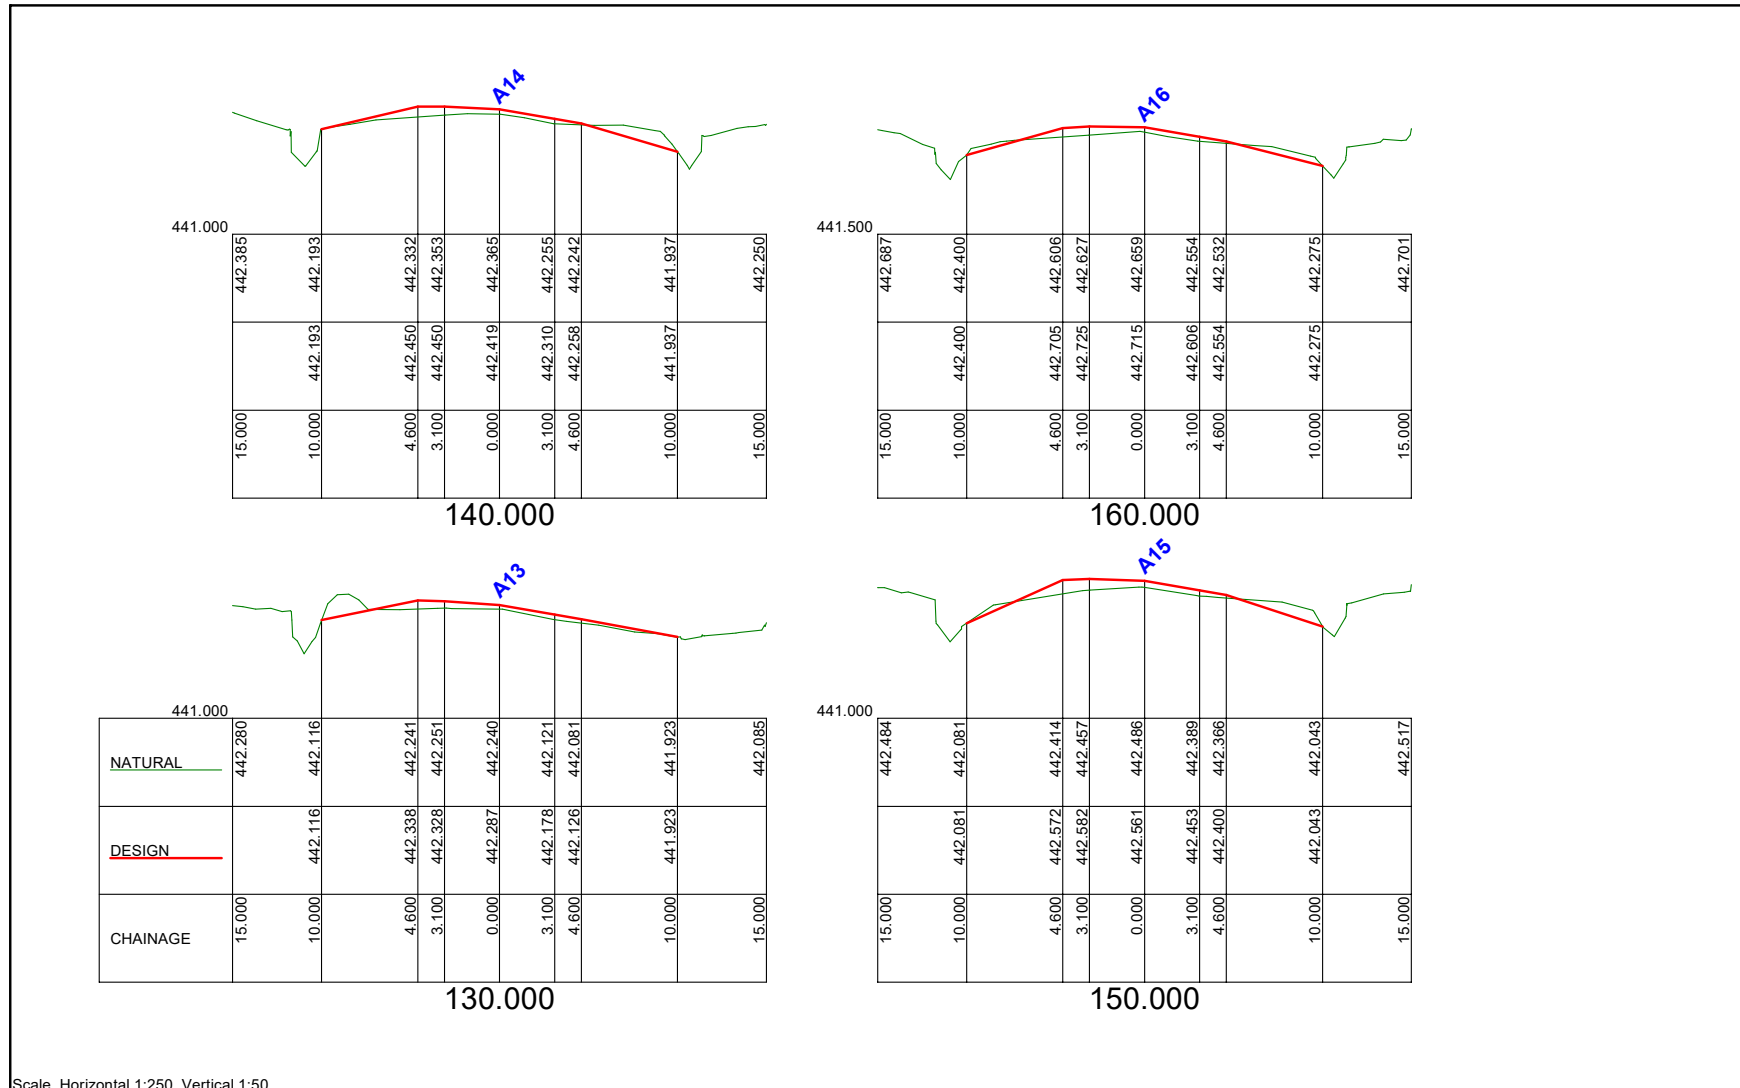 A14
441.000
442.385 442.193 442.332 442.353 442.365 442.255 442.242 441.937 442.250
442.193 442.450 442.450 442.419 442.310 442.258 441.937
15.000 10.000 4.600 3.100 0.000 3.100 4.600 10.000 15.000
140.000
A16
441.500
442.687 442.400 442.606 442.627 442.659 442.554 442.532 442.275 442.701
442.400 442.705 442.725 442.715 442.606 442.554 442.275
15.000 10.000 4.600 3.100 0.000 3.100 4.600 10.000 15.000
160.000
A13
441.000
NATURAL 442.280 442.116 442.241 442.251 442.240 442.121 442.081 441.923 442.085
DESIGN 442.116 442.338 442.328 442.287 442.178 442.126 441.923
CHAINAGE 15.000 10.000 4.600 3.100 0.000 3.100 4.600 10.000 15.000
130.000
A15
441.000
442.484 442.081 442.414 442.457 442.486 442.389 442.366 442.043 442.517
442.081 442.572 442.582 442.561 442.453 442.400 442.043
15.000 10.000 4.600 3.100 0.000 3.100 4.600 10.000 15.000
150.000
Scale Horizontal 1:250 Vertical 1:50